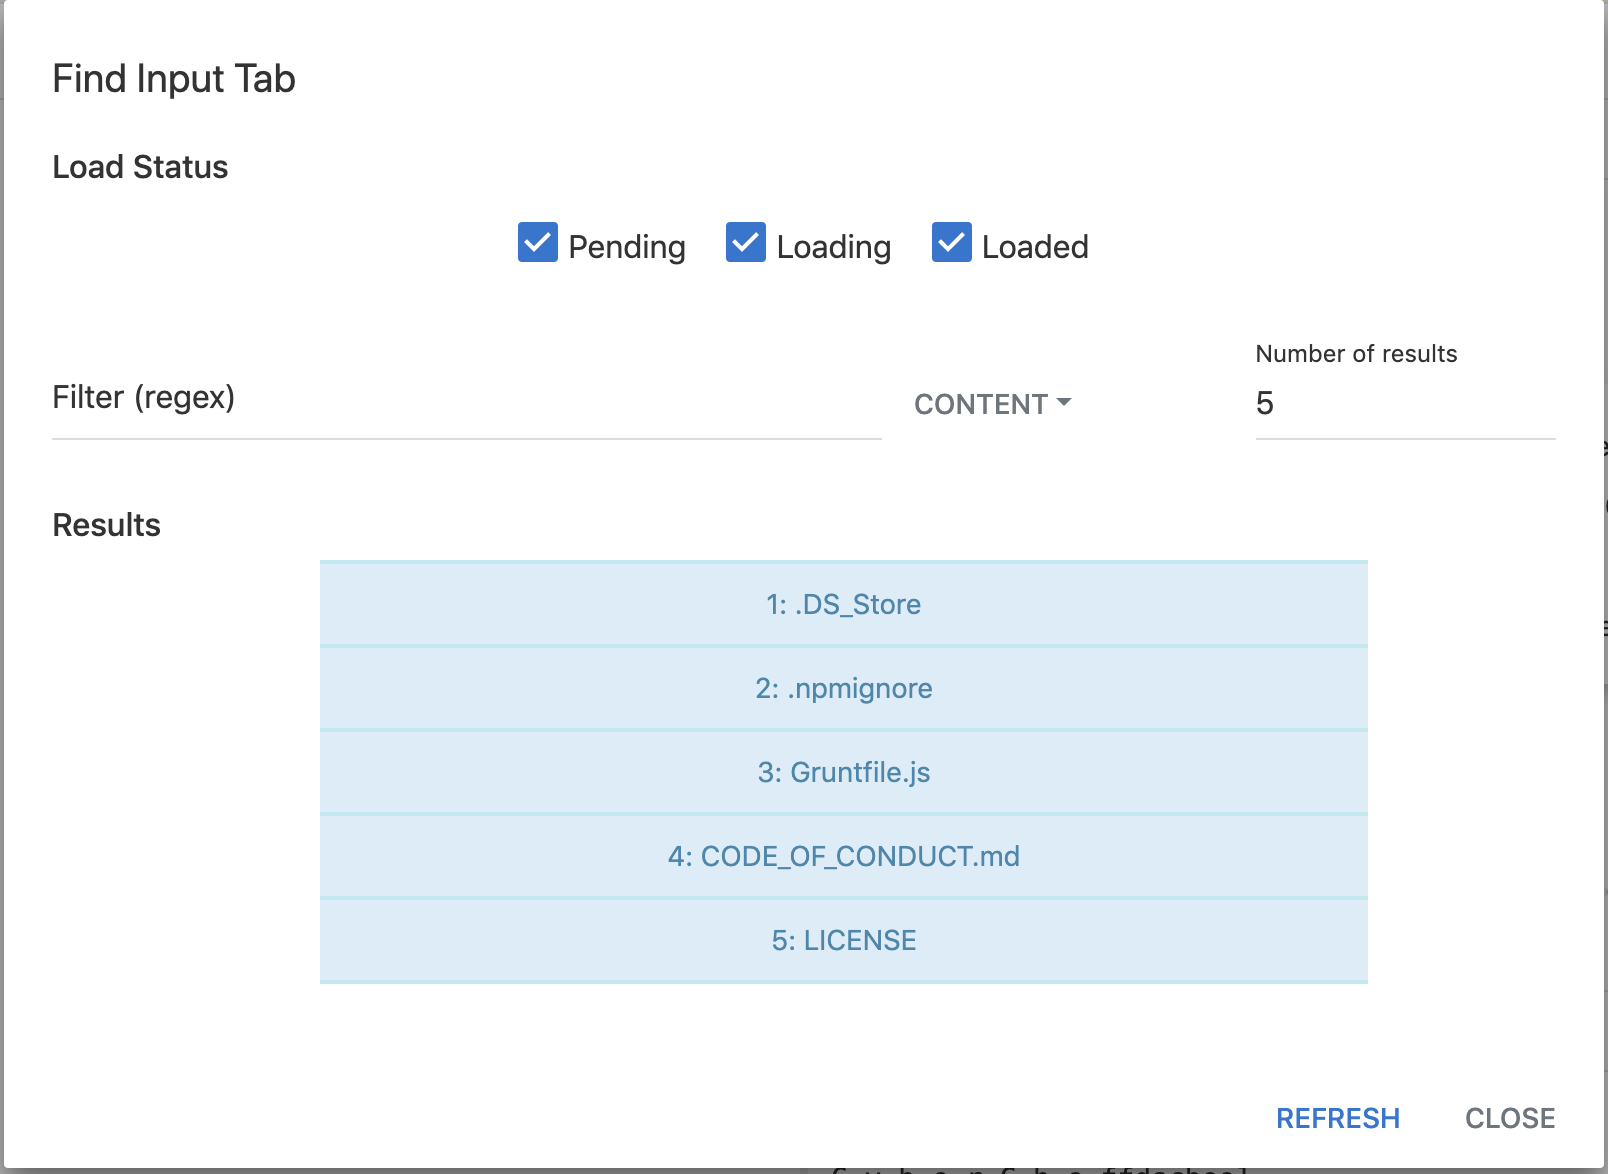 Find Input Tab
Load Status
Pending Loading Loaded
Number of results
Filter (regex) CONTENT 5
Results
1: .DS_Store
2: .npmignore
3: Gruntfile.js
4: CODE_OF_CONDUCT.md
5: LICENSE
REFRESH CLOSE